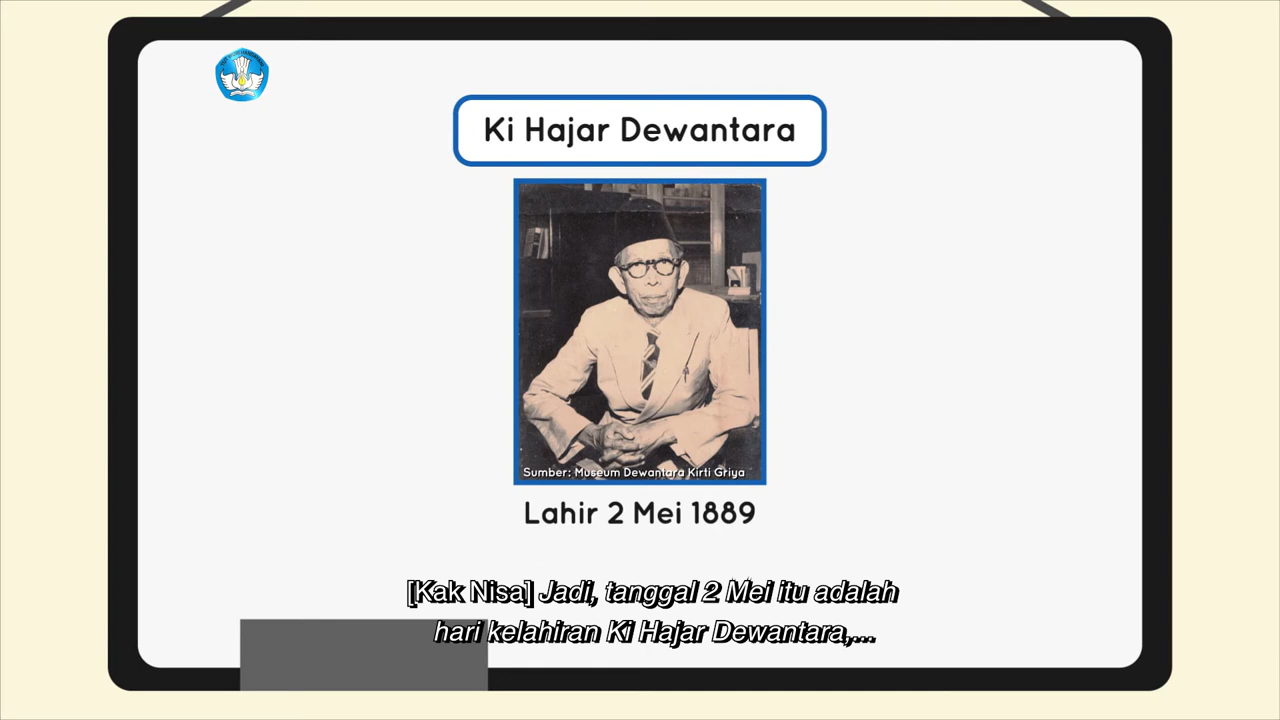 Ki Hajar Dewantara
Sumber: Museum Dewantara Kirti Griya
Lahir 2 Mei 1889
[Kak Nisa] Jadi, tanggal 2 Mei itu adalah
hari kelahiran Ki Hajar Dewantara,...